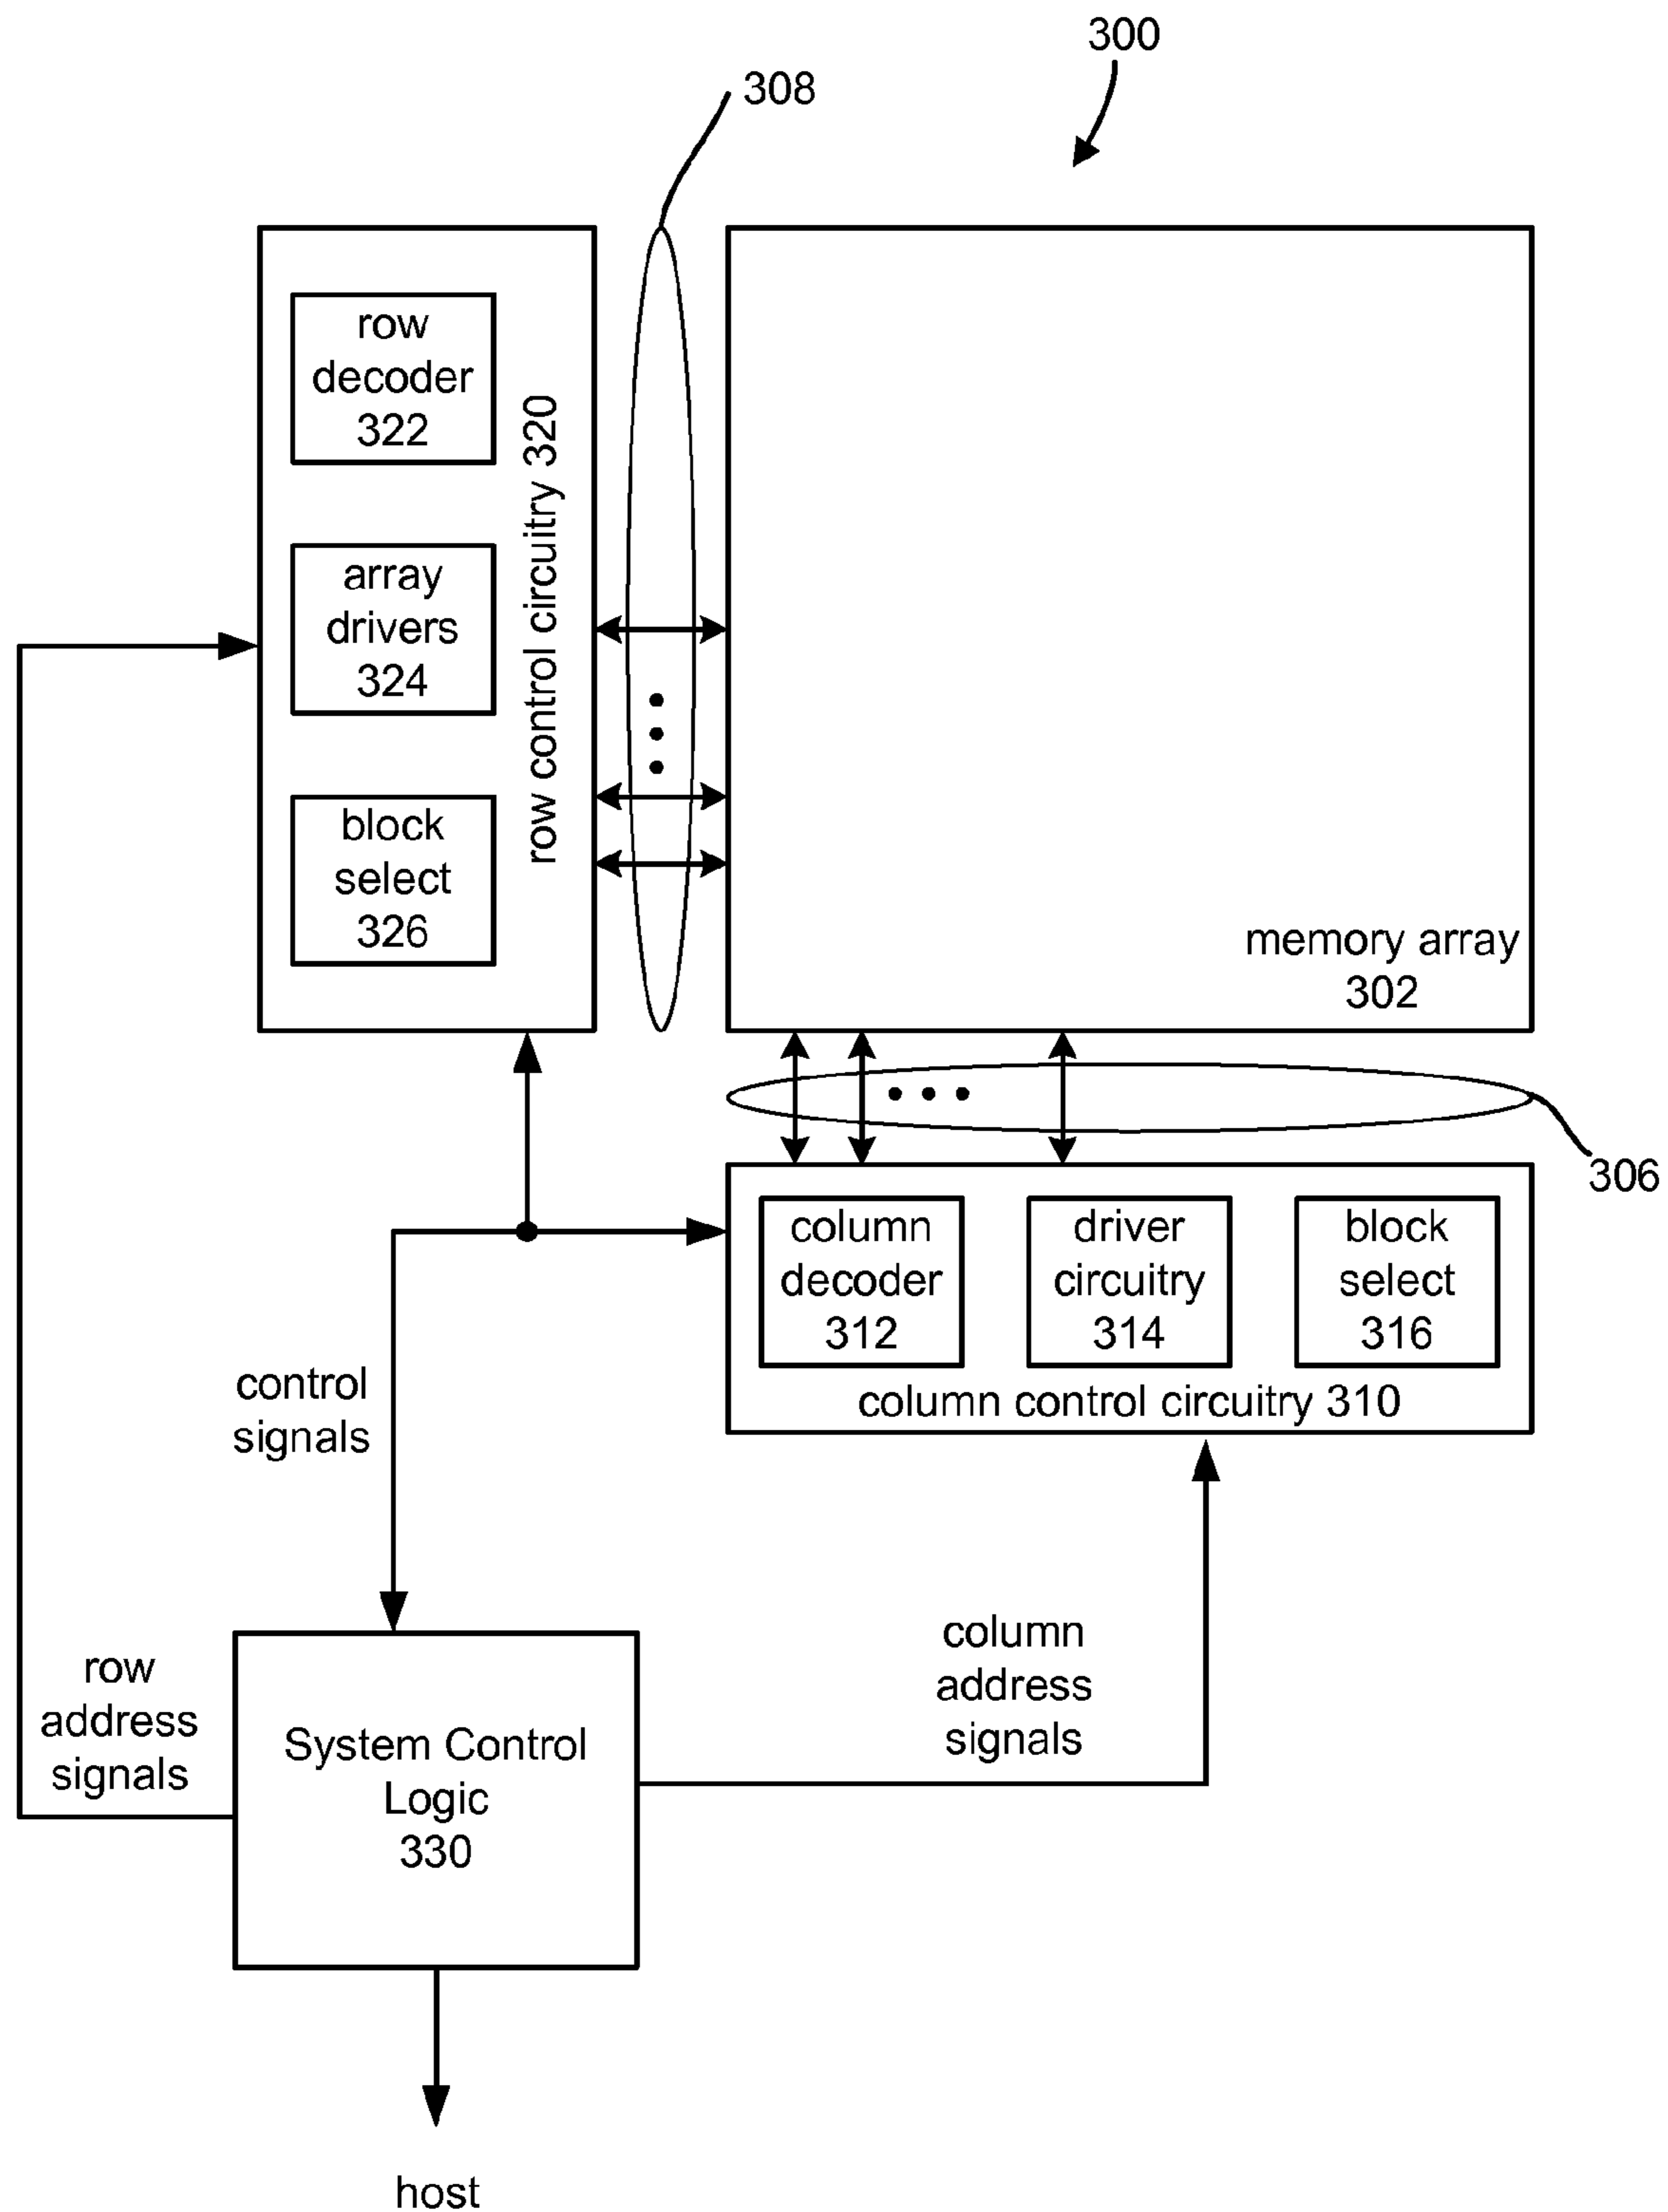 300
308
row
decoder
322
array
drivers
324
block
select
326
row control circuitry 320
memory array
302
306
column
decoder
312
driver
circuitry
314
block
select
316
column control circuitry 310
control
signals
row
address
signals
System Control
Logic
330
column
address
signals
host